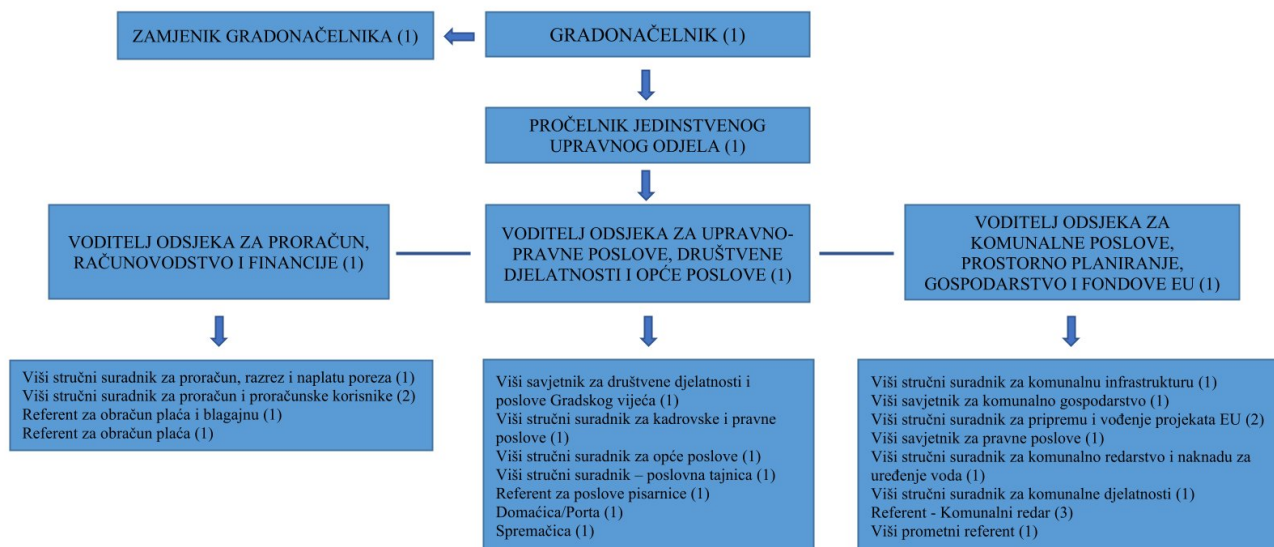 ZAMJENIK GRADONAČELNIKA (1)
GRADONAČELNIK (1)
PROČELNIK JEDINSTVENOG
UPRAVNOG ODJELA (1)
VODITELJ ODSJEKA ZA PRORAČUN,
RAČUNOVODSTVO I FINANCIJE (1)
VODITELJ ODSJEKA ZA UPRAVNO-
PRAVNE POSLOVE, DRUŠTVENE
DJELATNOSTI I OPĆE POSLOVE (1)
VODITELJ ODSJEKA ZA
KOMUNALNE POSLOVE,
PROSTORNO PLANIRANJE,
GOSPODARSTVO I FONDOVE EU (1)
Viši stručni suradnik za proračun, razrez i naplatu poreza (1)
Viši stručni suradnik za proračun i proračunske korisnike (2)
Referent za obračun plaća i blagajnu (1)
Referent za obračun plaća (1)
Viši savjetnik za društvene djelatnosti i
poslove Gradskog vijeća (1)
Viši stručni suradnik za kadrovske i pravne
poslove (1)
Viši stručni suradnik za opće poslove (1)
Viši stručni suradnik – poslovna tajnica (1)
Referent za poslove pisarnice (1)
Domaćica/Porta (1)
Spremačica (1)
Viši stručni suradnik za komunalnu infrastrukturu (1)
Viši savjetnik za komunalno gospodarstvo (1)
Viši stručni suradnik za pripremu i vođenje projekata EU (2)
Viši savjetnik za pravne poslove (1)
Viši stručni suradnik za komunalno redarstvo i naknadu za
uređenje voda (1)
Viši stručni suradnik za komunalne djelatnosti (1)
Referent - Komunalni redar (3)
Viši prometni referent (1)